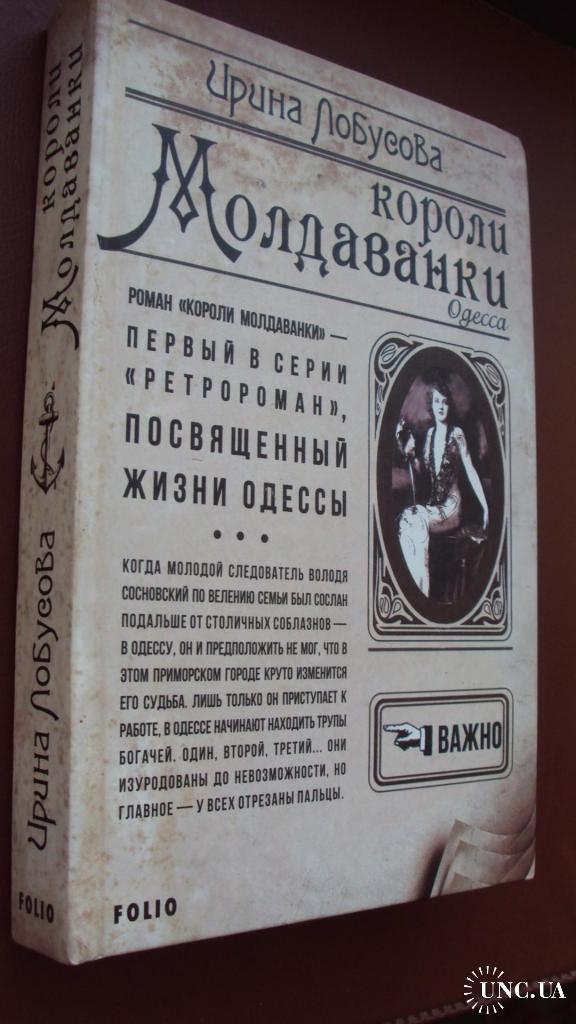 Ирина Лобусова
короли
Молдаванки
Одесса
РОМАН «КОРОЛИ МОЛДАВАНКИ» —
ПЕРВЫЙ В СЕРИИ
«РЕТРОРОМАН»,
ПОСВЯЩЕННЫЙ
ЖИЗНИ ОДЕССЫ
• • •
КОГДА МОЛОДОЙ СЛЕДОВАТЕЛЬ ВОЛОДЯ
СОСНОВСКИЙ ПО ВЕЛЕНИЮ СЕМЬИ БЫЛ СОСЛАН
ПОДАЛЬШЕ ОТ СТОЛИЧНЫХ СОБЛАЗНОВ —
В ОДЕССУ, ОН И ПРЕДПОЛОЖИТЬ НЕ МОГ, ЧТО В
ЭТОМ ПРИМОРСКОМ ГОРОДЕ КРУТО ИЗМЕНИТСЯ
ЕГО СУДЬБА. ЛИШЬ ТОЛЬКО ОН ПРИСТУПАЕТ К
РАБОТЕ, В ОДЕССЕ НАЧИНАЮТ НАХОДИТЬ ТРУПЫ
БОГАЧЕЙ. ОДИН, ВТОРОЙ, ТРЕТИЙ... ОНИ
ИЗУРОДОВАНЫ ДО НЕВОЗМОЖНОСТИ, НО
ГЛАВНОЕ — У ВСЕХ ОТРЕЗАНЫ ПАЛЬЦЫ.
ВАЖНО
FOLIO
короли
Молдаванки
Ирина Лобусова
FOLIO
UNC.UA